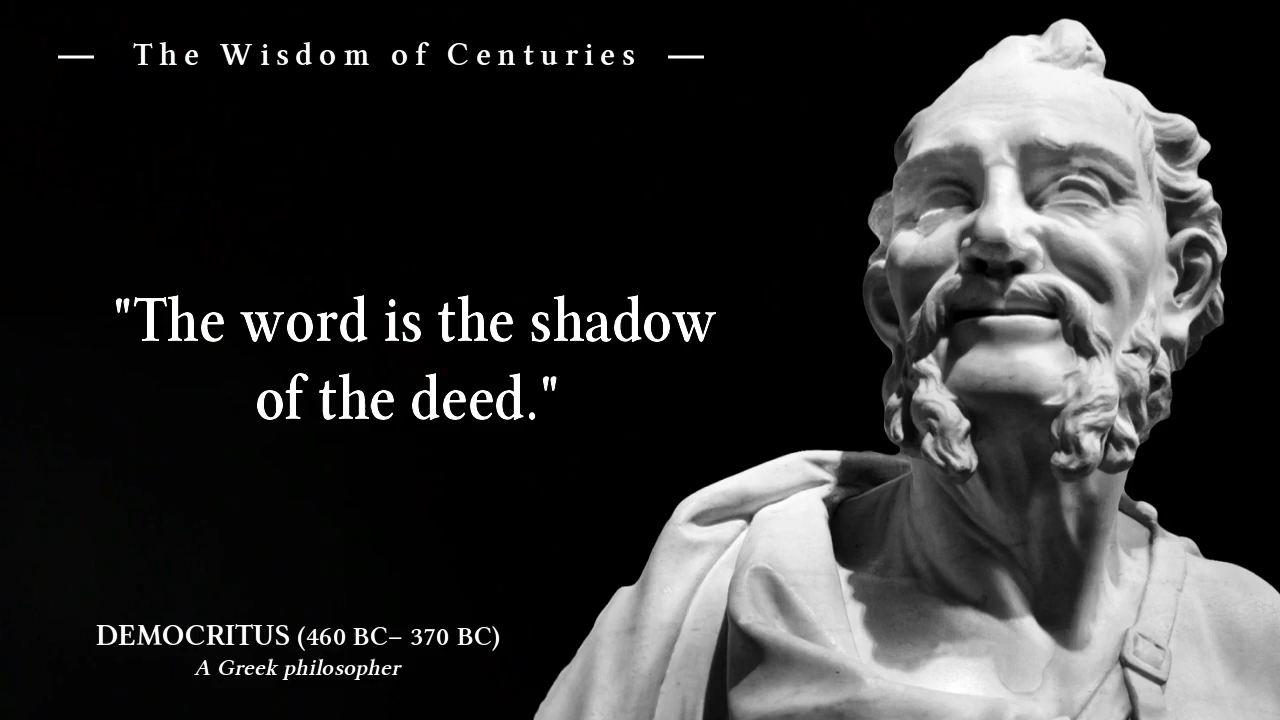 — The Wisdom of Centuries —
"The word is the shadow
of the deed."
DEMOCRITUS (460 BC– 370 BC)
A Greek philosopher